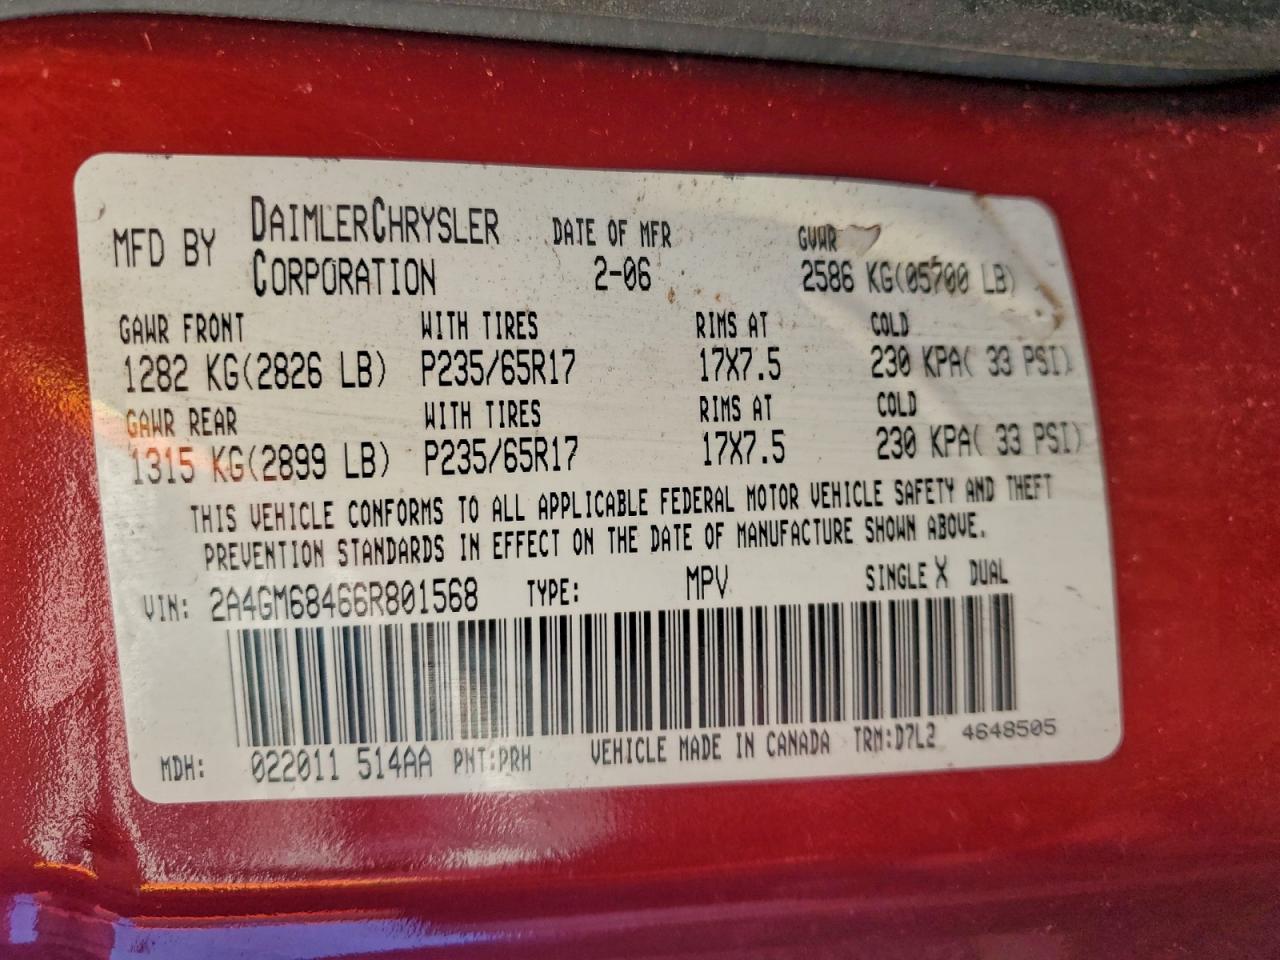 MFD BY DAIMLERCHRYSLER CORPORATION DATE OF MFR 2-06 GVWR 2586 KG(05700 LB)
GAWR FRONT WITH TIRES RIMS AT COLD
1282 KG(2826 LB) P235/65R17 17X7.5 230 KPA( 33 PSI)
GAWR REAR WITH TIRES RIMS AT COLD
1315 KG(2899 LB) P235/65R17 17X7.5 230 KPA( 33 PSI)
THIS VEHICLE CONFORMS TO ALL APPLICABLE FEDERAL MOTOR VEHICLE SAFETY AND THEFT
PREVENTION STANDARDS IN EFFECT ON THE DATE OF MANUFACTURE SHOWN ABOVE.
VIN: 2A4GM68466R801568 TYPE: MPV SINGLE X DUAL
MDH: 022011 514AA PNT:PRH VEHICLE MADE IN CANADA TRM:D7L2 4648505